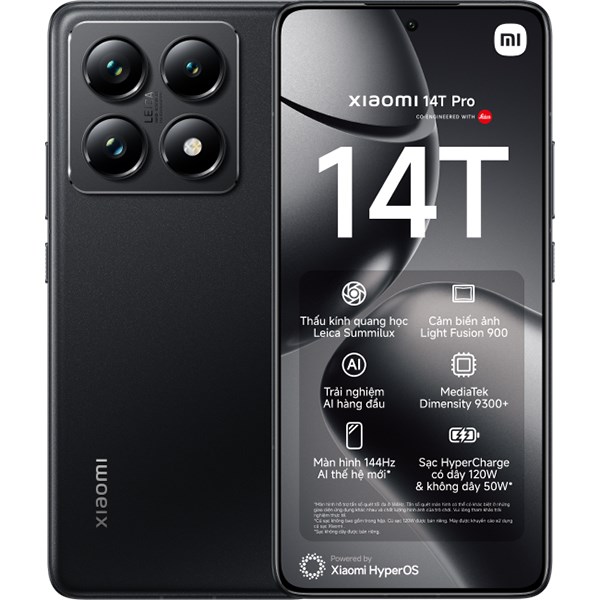 LEICA
xiaomi
mi
xiaomi 14T Pro
CO-ENGINEERED WITH Leica
14T
Thấu kính quang học
Leica Summilux
Cảm biến ảnh
Light Fusion 900
AI
Trải nghiệm
AI hàng đầu
MediaTek
Dimensity 9300+
Màn hình 144Hz
AI thế hệ mới*
Sạc HyperCharge
có dây 120W
& không dây 50W*
Powered by
Xiaomi HyperOS